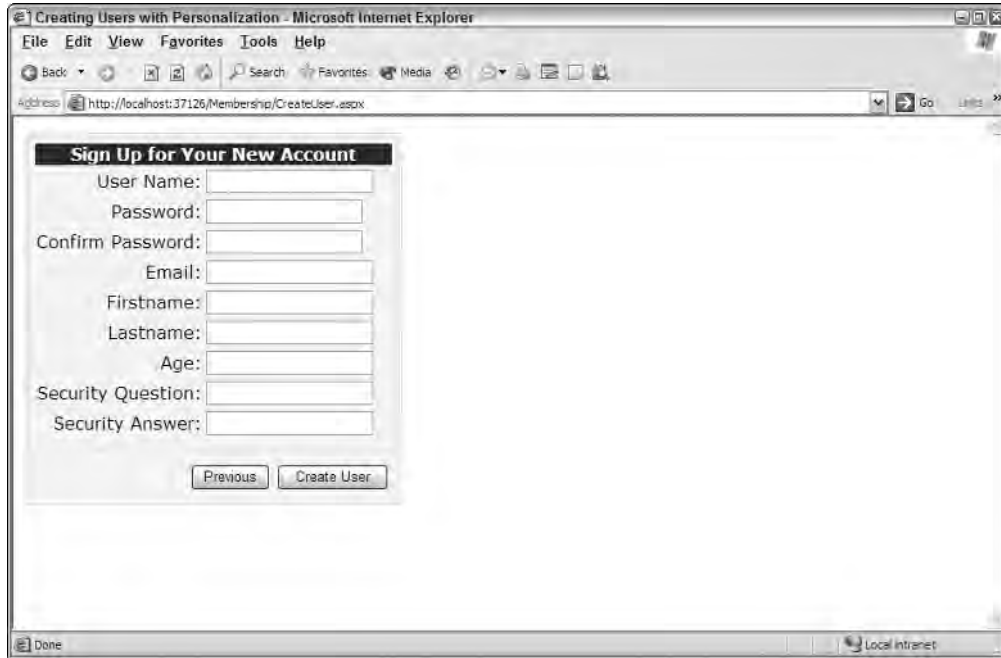 Creating Users with Personalization - Microsoft Internet Explorer
File Edit View Favorites Tools Help
Back Search Favorites Media
Address http://localhost:37126/Membership/CreateUser.aspx Go Links »
Sign Up for Your New Account
User Name:
Password:
Confirm Password:
Email:
Firstname:
Lastname:
Age:
Security Question:
Security Answer:
Previous Create User
Done Local intranet